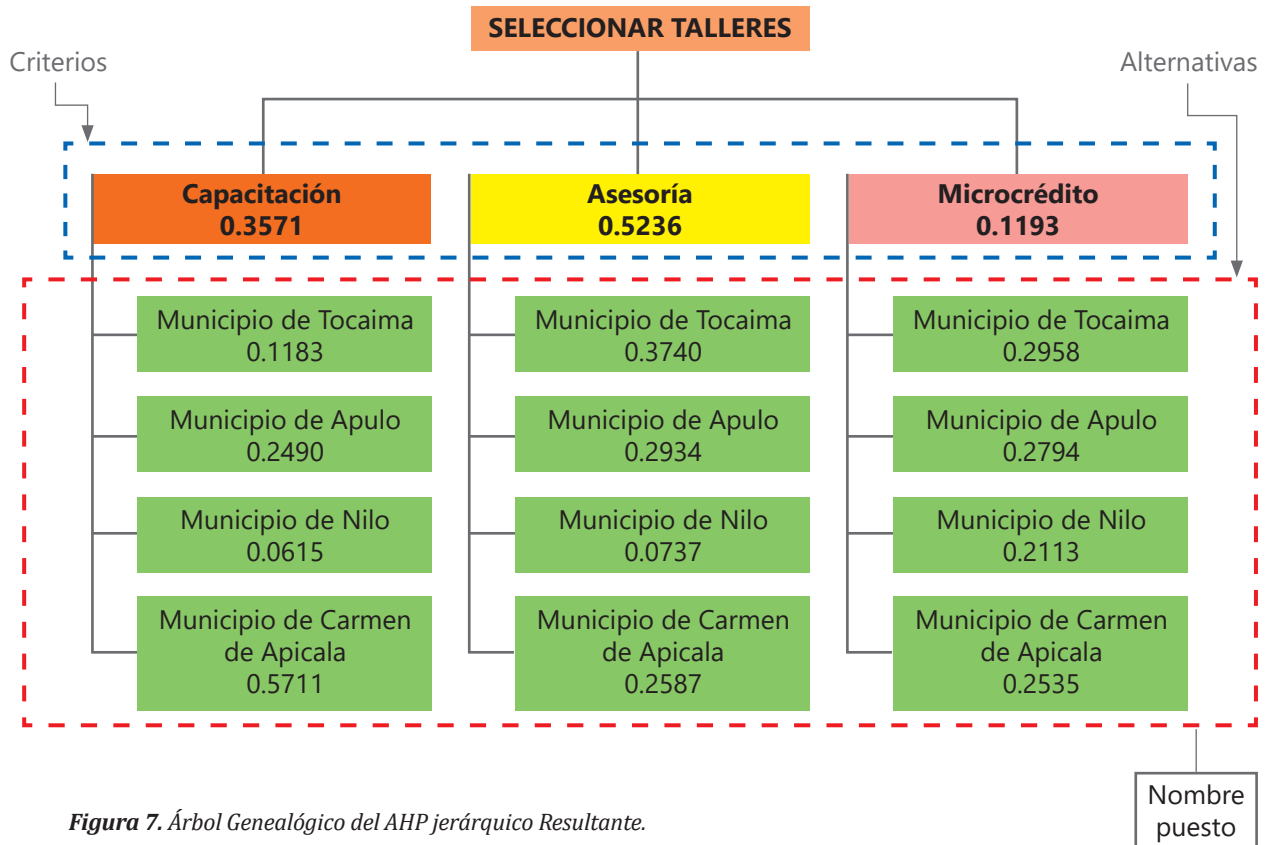 SELECCIONAR TALLERES
Criterios
Alternativas
Capacitación
0.3571
Asesoría
0.5236
Microcrédito
0.1193
Municipio de Tocaima
0.1183
Municipio de Tocaima
0.3740
Municipio de Tocaima
0.2958
Municipio de Apulo
0.2490
Municipio de Apulo
0.2934
Municipio de Apulo
0.2794
Municipio de Nilo
0.0615
Municipio de Nilo
0.0737
Municipio de Nilo
0.2113
Municipio de Carmen
de Apicala
0.5711
Municipio de Carmen
de Apicala
0.2587
Municipio de Carmen
de Apicala
0.2535
Nombre
puesto
Figura 7. Árbol Genealógico del AHP jerárquico Resultante.